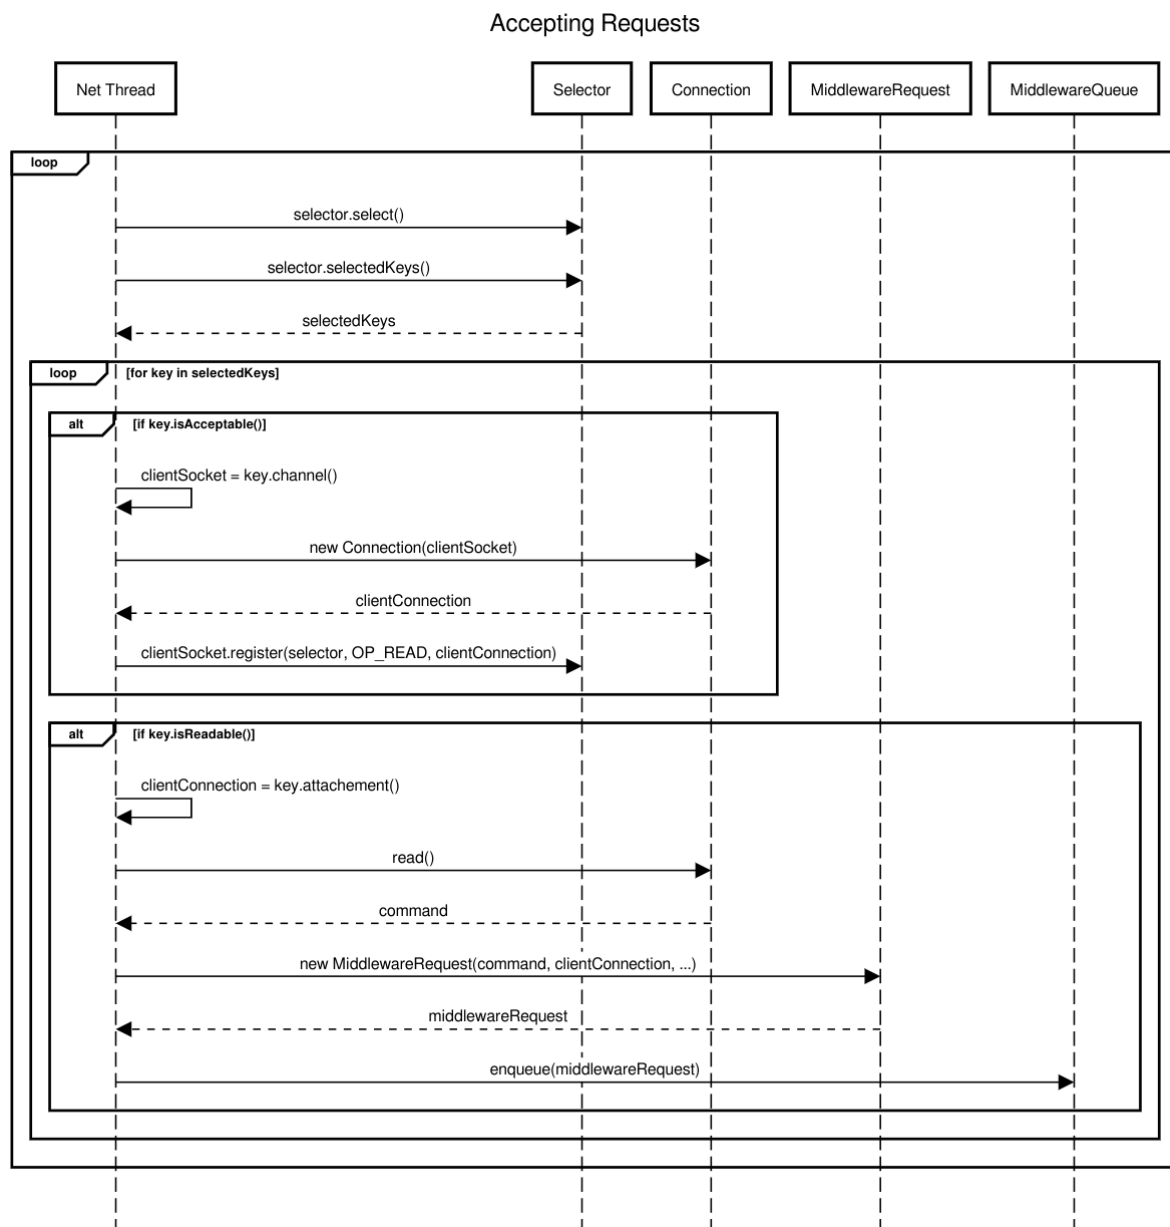 Accepting Requests
Net Thread
Selector
Connection
MiddlewareRequest
MiddlewareQueue
loop
selector.select()
selector.selectedKeys()
selectedKeys
loop [for key in selectedKeys]
alt [if key.isAcceptable()]
clientSocket = key.channel()
new Connection(clientSocket)
clientConnection
clientSocket.register(selector, OP_READ, clientConnection)
alt [if key.isReadable()]
clientConnection = key.attachement()
read()
command
new MiddlewareRequest(command, clientConnection, ...)
middlewareRequest
enqueue(middlewareRequest)